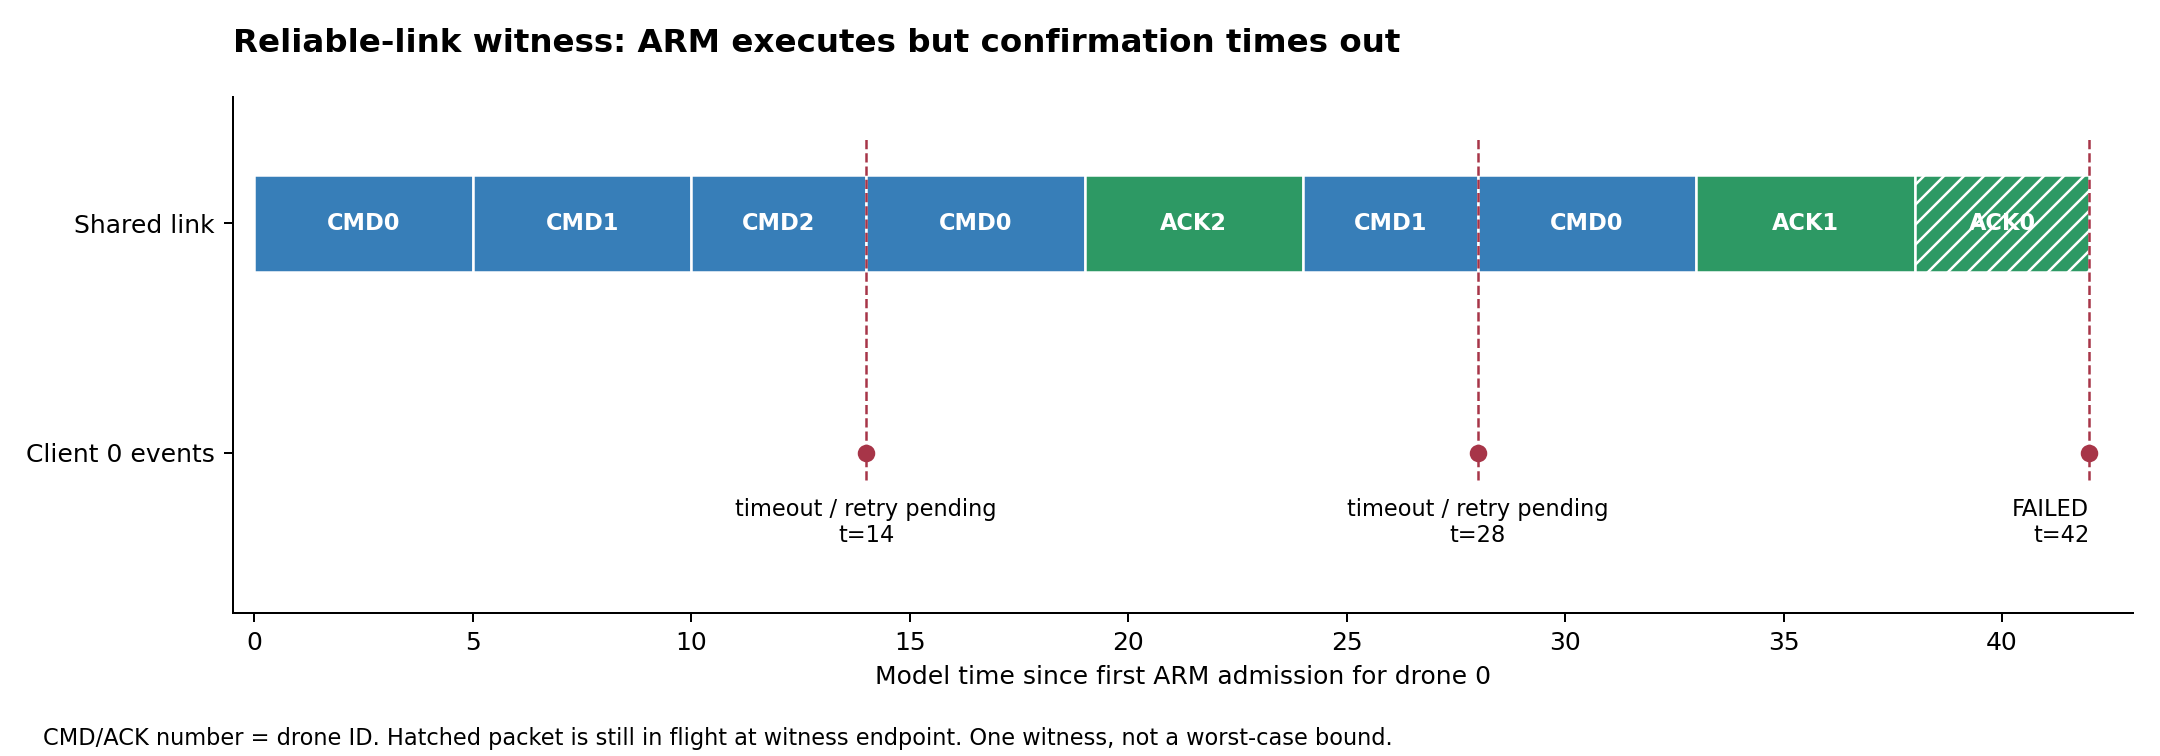 Reliable-link witness: ARM executes but confirmation times out
Shared link
CMD0
CMD1
CMD2
CMD0
ACK2
CMD1
CMD0
ACK1
ACK0
Client 0 events
timeout / retry pending
t=14
timeout / retry pending
t=28
FAILED
t=42
0
5
10
15
20
25
30
35
40
Model time since first ARM admission for drone 0
CMD/ACK number = drone ID. Hatched packet is still in flight at witness endpoint. One witness, not a worst-case bound.